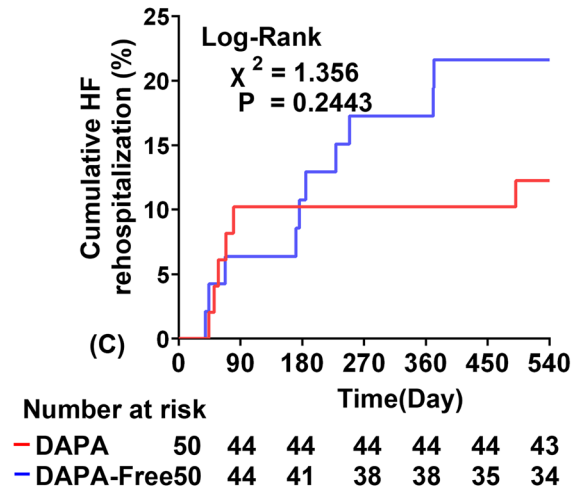 25
20
15
10
5
0
Cumulative HF
rehospitalization (%)
Log-Rank
χ 2 = 1.356
P = 0.2443
(C)
0 90 180 270 360 450 540
Time(Day)
Number at risk
DAPA 50 44 44 44 44 44 43
DAPA-Free50 44 41 38 38 35 34